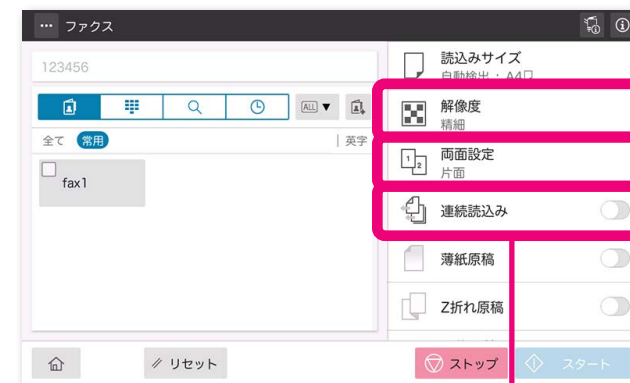 … ファクス
123456
ALL ▼
全て 常用 | 英字
fax1
読込みサイズ
自動検出：A4
解像度
精細
1 2
両面設定
片面
連続読込み
薄紙原稿
Z折れ原稿
リセット
ストップ
スタート